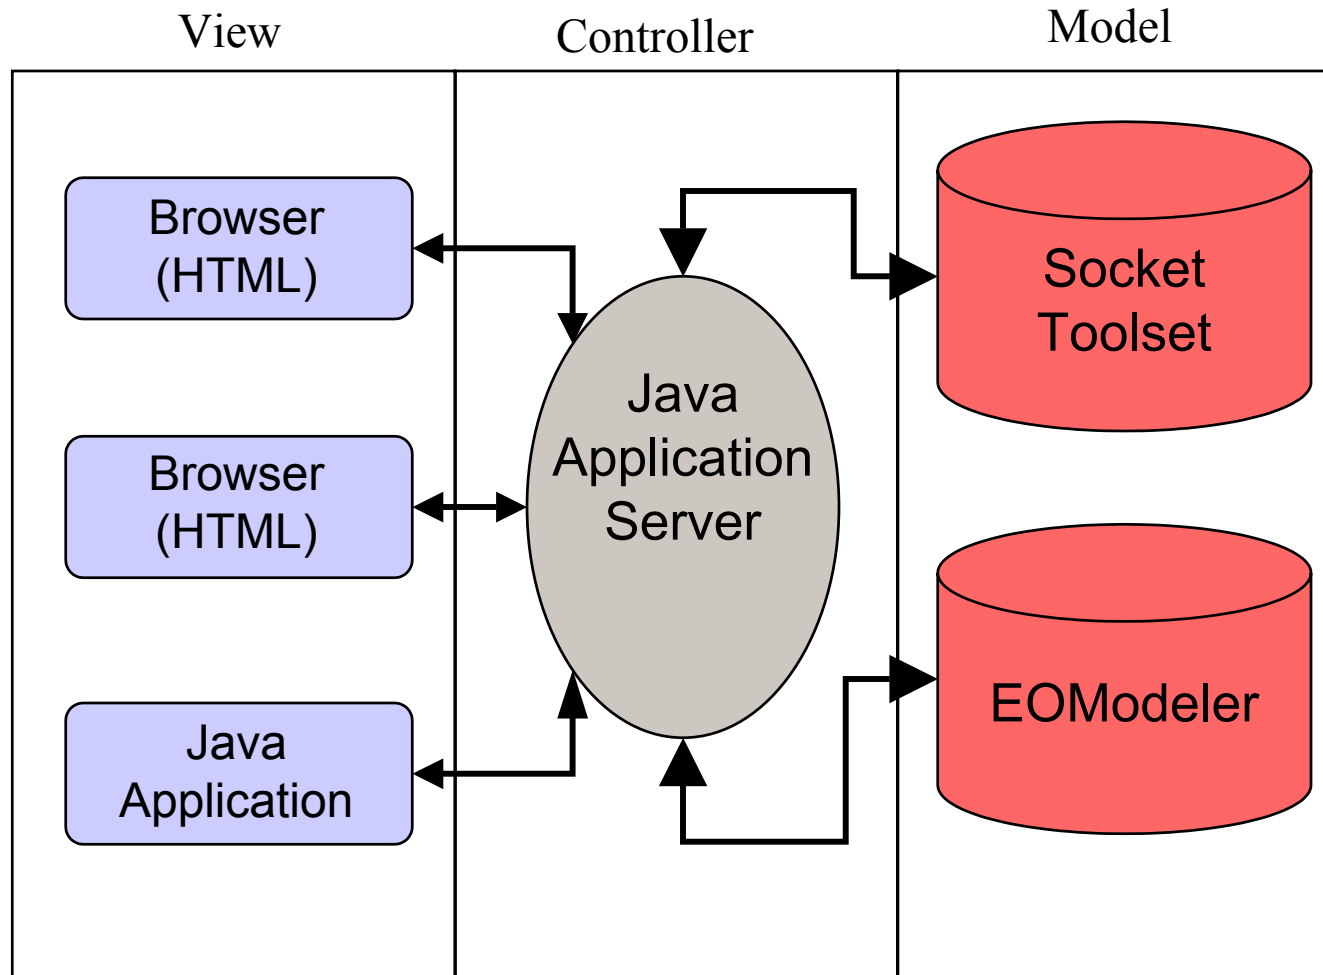 View
Controller
Model
Browser
(HTML)
Browser
(HTML)
Java
Application
Java
Application
Server
Socket
Toolset
EOModeler